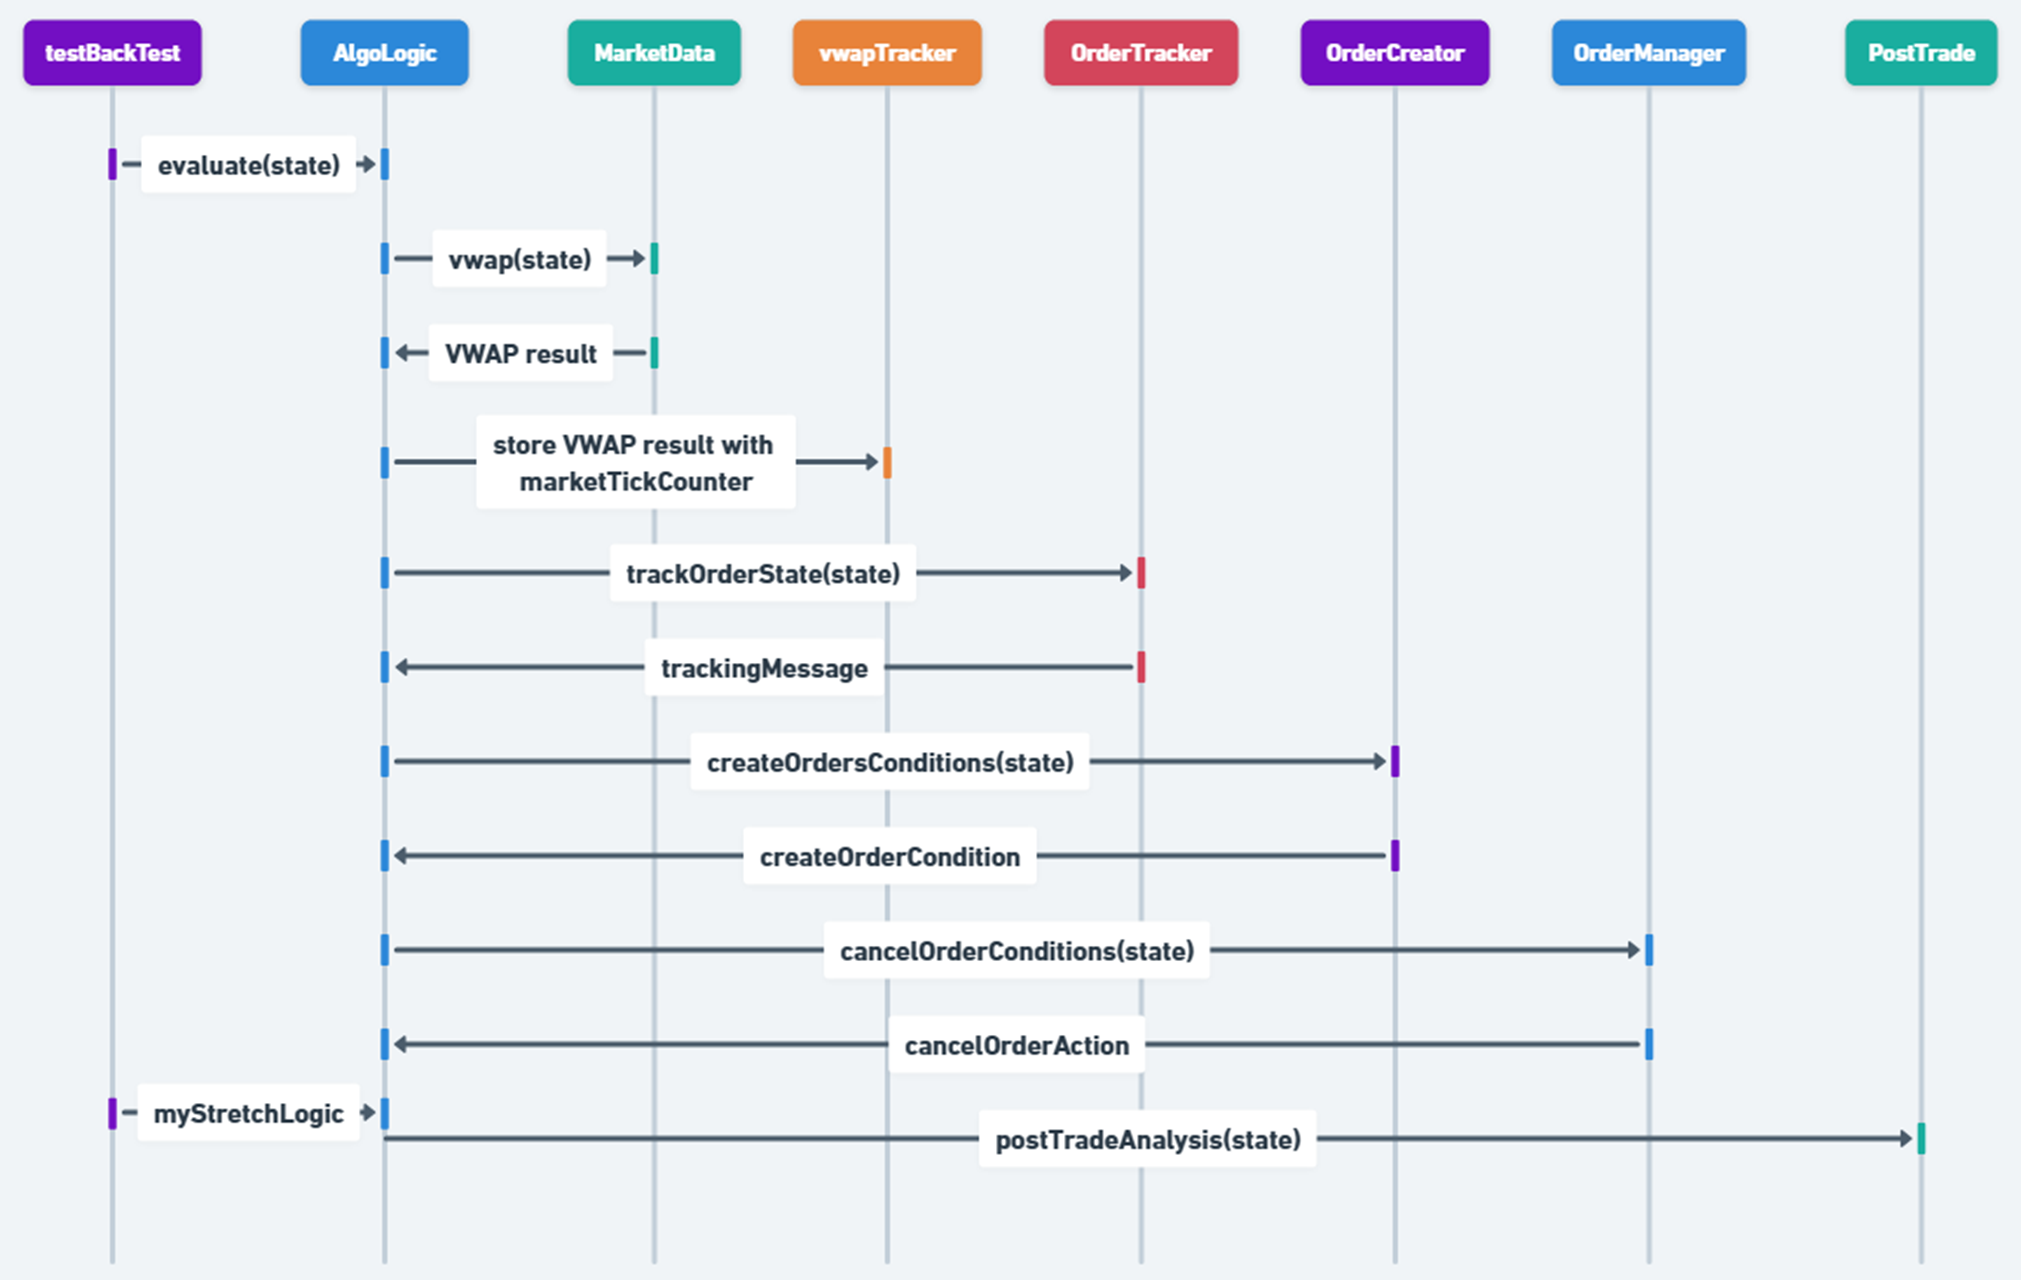 testBackTest
AlgoLogic
MarketData
vwapTracker
OrderTracker
OrderCreator
OrderManager
PostTrade
evaluate(state)
vwap(state)
VWAP result
store VWAP result with
marketTickCounter
trackOrderState(state)
trackingMessage
createOrdersConditions(state)
createOrderCondition
cancelOrderConditions(state)
cancelOrderAction
myStretchLogic
postTradeAnalysis(state)